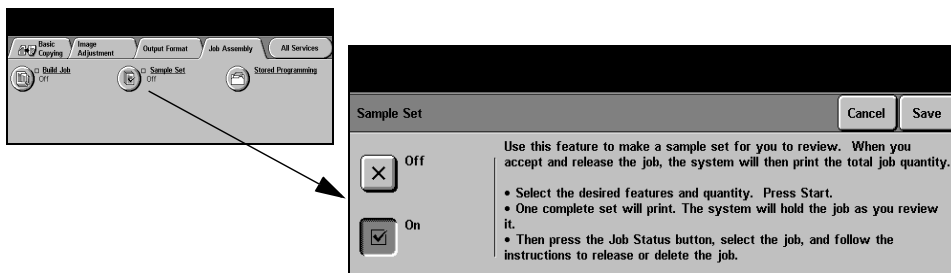 Basic Copying
Image Adjustment
Output Format
Job Assembly
All Services
Build Job
Off
Sample Set
Off
Stored Programming
Sample Set
Cancel
Save
Off
On
Use this feature to make a sample set for you to review. When you
accept and release the job, the system will then print the total job quantity.
• Select the desired features and quantity. Press Start.
• One complete set will print. The system will hold the job as you review
it.
• Then press the Job Status button, select the job, and follow the
instructions to release or delete the job.